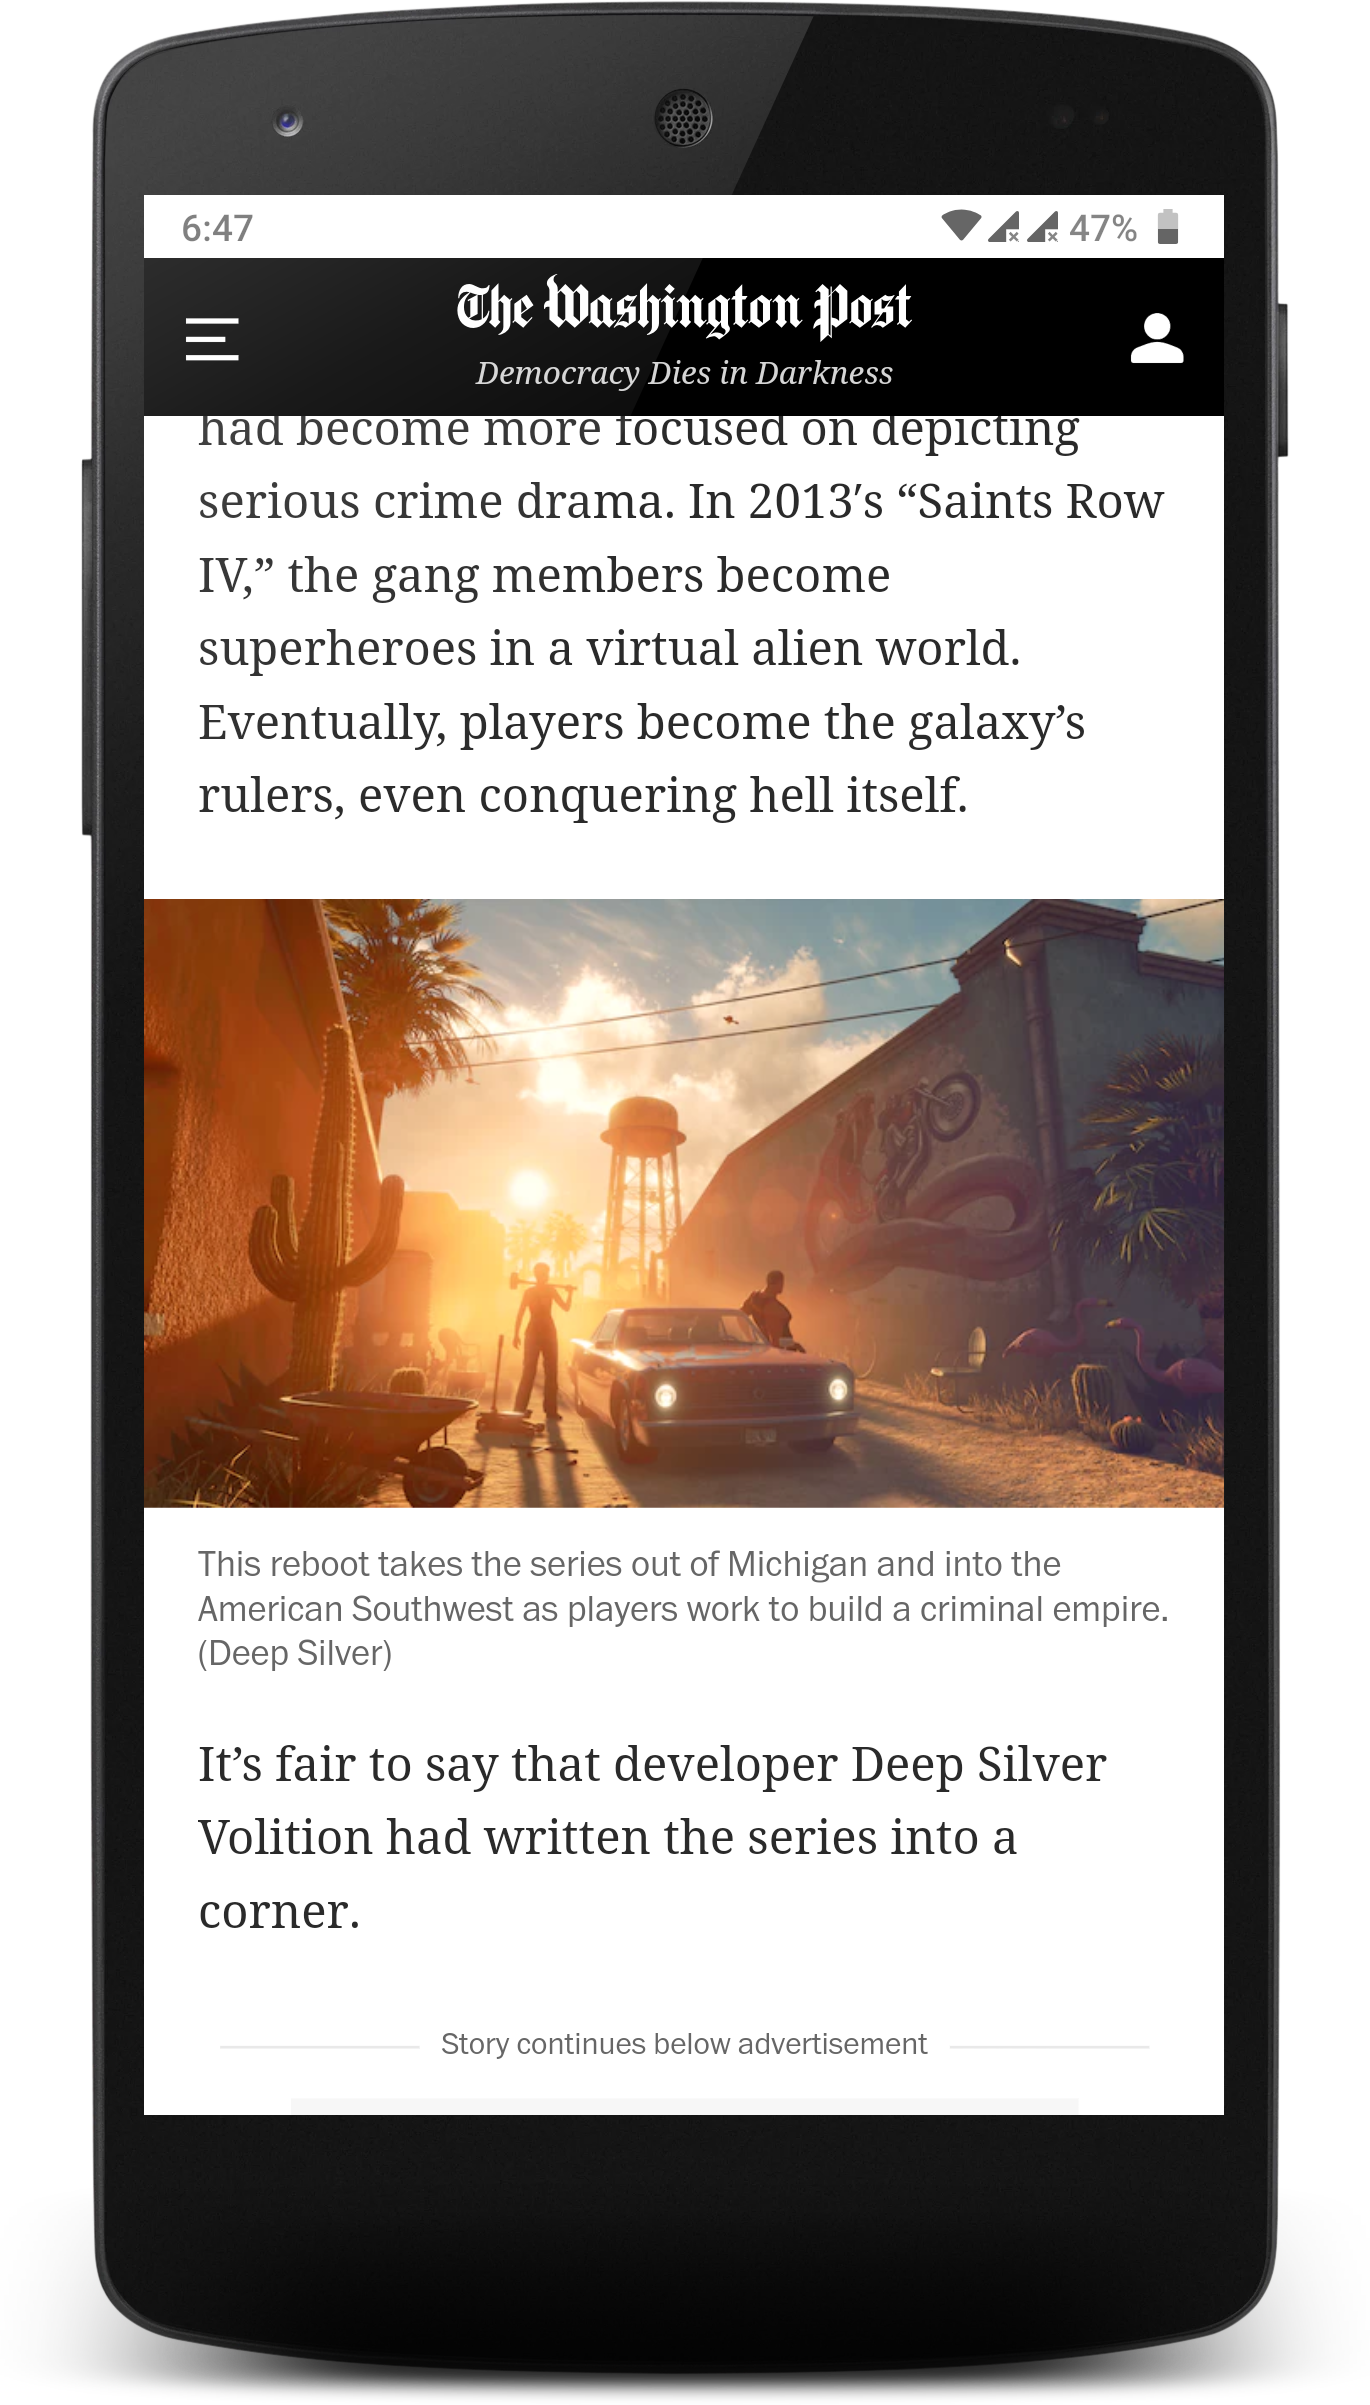 6:47
47%
The Washington Post
Democracy Dies in Darkness
had become more focused on depicting
serious crime drama. In 2013′s “Saints Row
IV,” the gang members become
superheroes in a virtual alien world.
Eventually, players become the galaxy’s
rulers, even conquering hell itself.
This reboot takes the series out of Michigan and into the
American Southwest as players work to build a criminal empire.
(Deep Silver)
It’s fair to say that developer Deep Silver
Volition had written the series into a
corner.
Story continues below advertisement